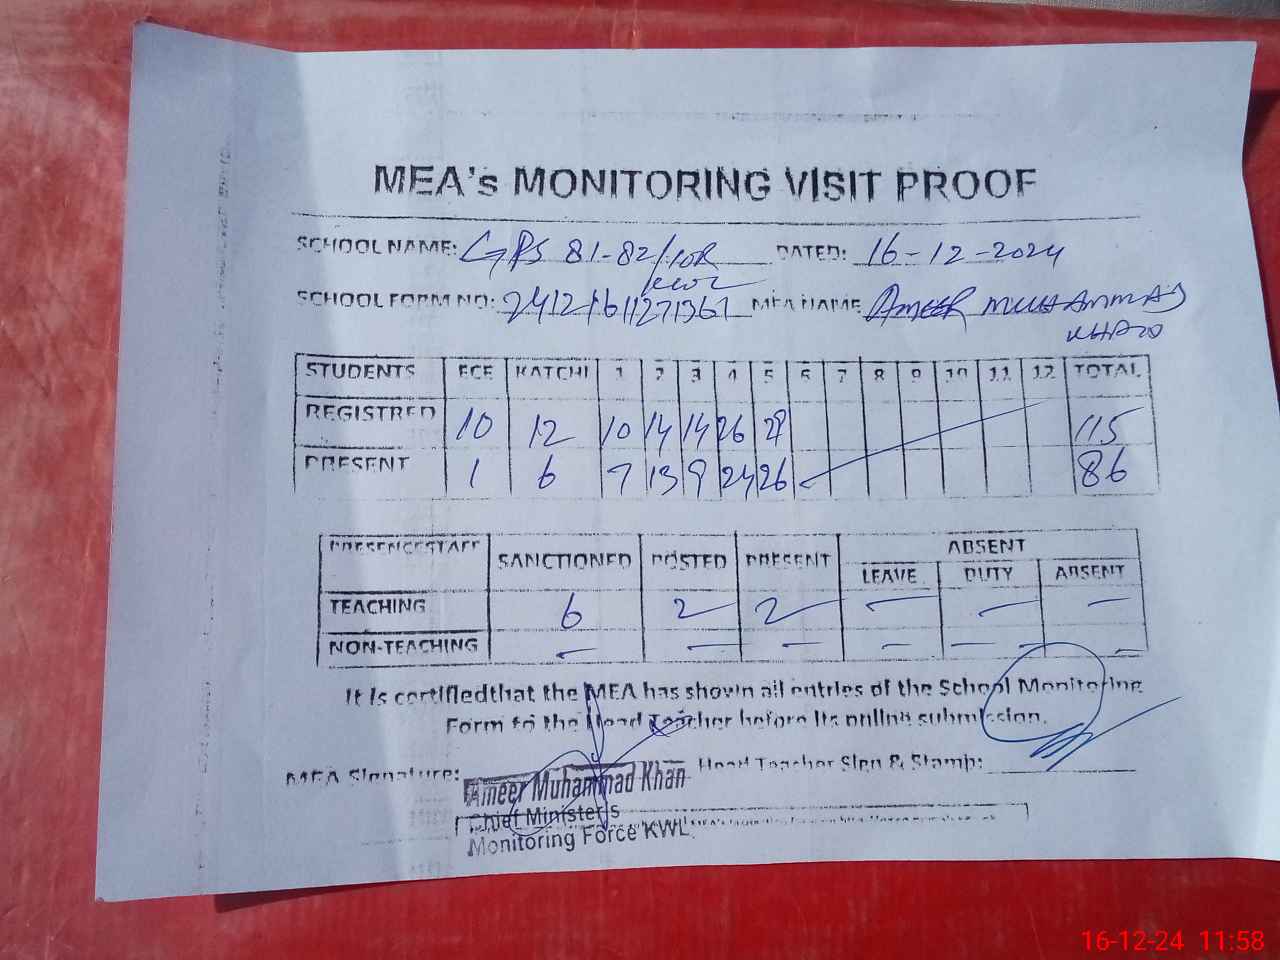 MEA's MONITORING VISIT PROOF
SCHOOL NAME: GPS 81-82/10R DATED: 16-12-2024
KWL
SCHOOL FORM NO: MEA NAME AMEER MUHAMMAD
KHAN
STUDENTS ECE KATCHI 1 2 3 4 5 6 7 8 9 10 11 12 TOTAL
REGISTRED 10 12 10 14 14 26 115
PRESENT 1 6 7 13 9 24 26 86
PRESENCE STAFF SANCTIONED POSTED PRESENT ABSENT
LEAVE DUTY ABSENT
TEACHING 6 2 2 — — —
NON-TEACHING — — — — — —
It is certifiedthat the MEA has shown all entries of the School Monitoring
Form to the Head Teacher before its online submission.
MEA Signature: Head Teacher Sign & Stamp:
Ameer Muhammad Khan
Chief Minister's
Monitoring Force KWL
16-12-24 11:58